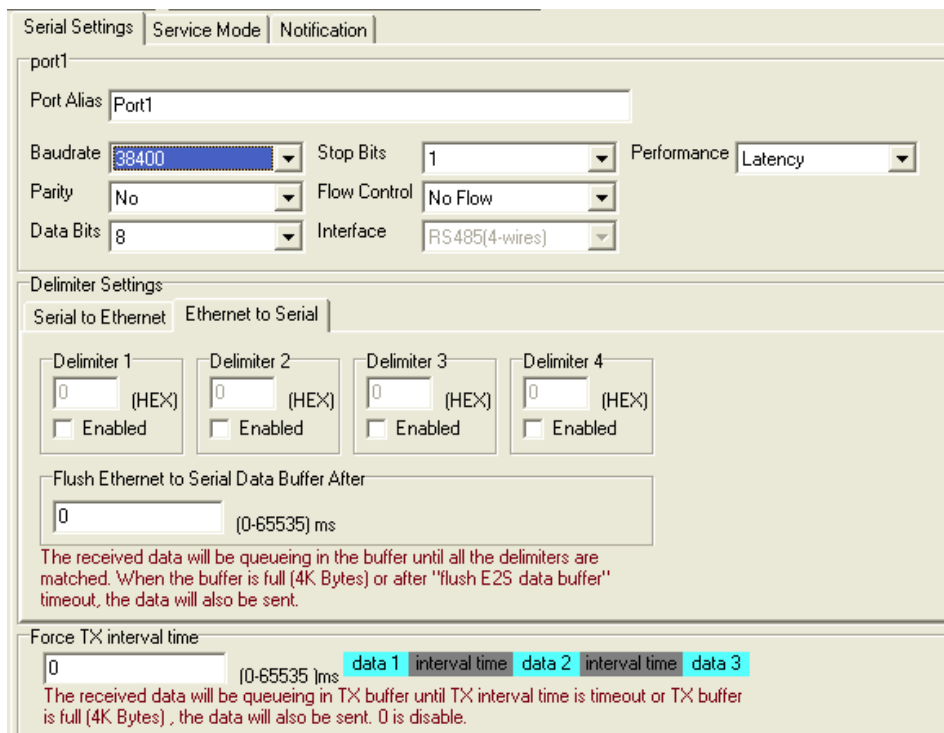 Serial Settings Service Mode Notification
port1
Port Alias Port1
Baudrate 38400 Stop Bits 1 Performance Latency
Parity No Flow Control No Flow
Data Bits 8 Interface RS485(4-wires)
Delimiter Settings
Serial to Ethernet Ethernet to Serial
Delimiter 1 Delimiter 2 Delimiter 3 Delimiter 4
0 (HEX) 0 (HEX) 0 (HEX) 0 (HEX)
Enabled Enabled Enabled Enabled
Flush Ethernet to Serial Data Buffer After
0 (0-65535) ms
The received data will be queueing in the buffer until all the delimiters are
matched. When the buffer is full (4K Bytes) or after "flush E2S data buffer"
timeout, the data will also be sent.
Force TX interval time
0 (0-65535 )ms data 1 interval time data 2 interval time data 3
The received data will be queueing in TX buffer until TX interval time is timeout or TX buffer
is full (4K Bytes) , the data will also be sent. 0 is disable.